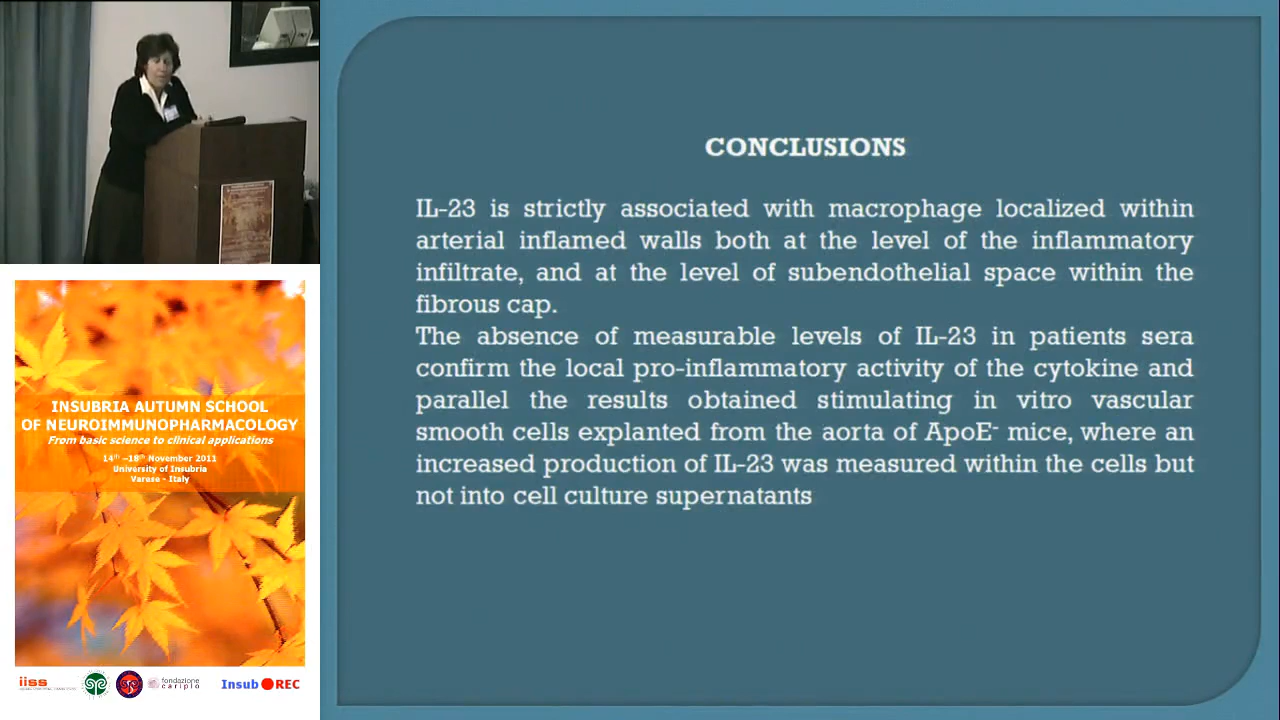 CONCLUSIONS
IL-23 is strictly associated with macrophage localized within
arterial inflamed walls both at the level of the inflammatory
infiltrate, and at the level of subendothelial space within the
fibrous cap.
The absence of measurable levels of IL-23 in patients sera
confirm the local pro-inflammatory activity of the cytokine and
parallel the results obtained stimulating in vitro vascular
smooth cells explanted from the aorta of ApoE- mice, where an
increased production of IL-23 was measured within the cells but
not into cell culture supernatants
INSUBRIA AUTUMN SCHOOL
OF NEUROIMMUNOPHARMACOLOGY
From basic science to clinical applications
14th –18th November 2011
University of Insubria
Varese - Italy
iiss
fondazione
cariplo
Insub REC